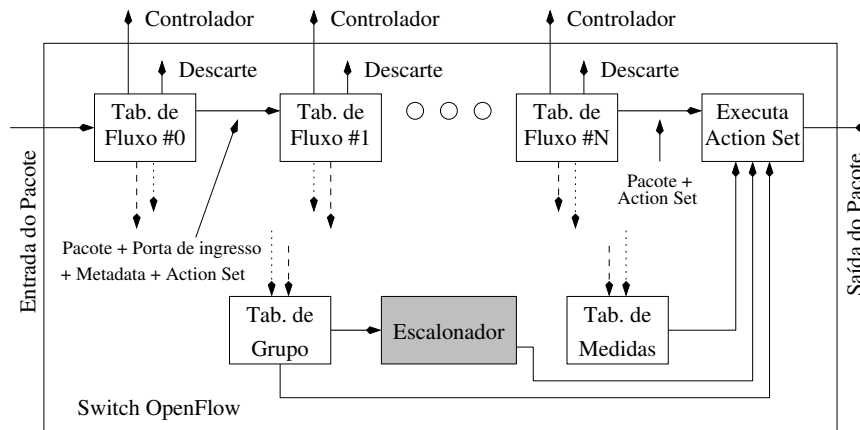 Controlador
Controlador
Controlador
Descarte
Descarte
Descarte
Tab. de
Fluxo #0
Tab. de
Fluxo #1
Tab. de
Fluxo #N
Executa
Action Set
Entrada do Pacote
Saída do Pacote
Pacote +
Action Set
Pacote + Porta de ingresso
+ Metadata + Action Set
Tab. de
Grupo
Escalonador
Tab. de
Medidas
Switch OpenFlow